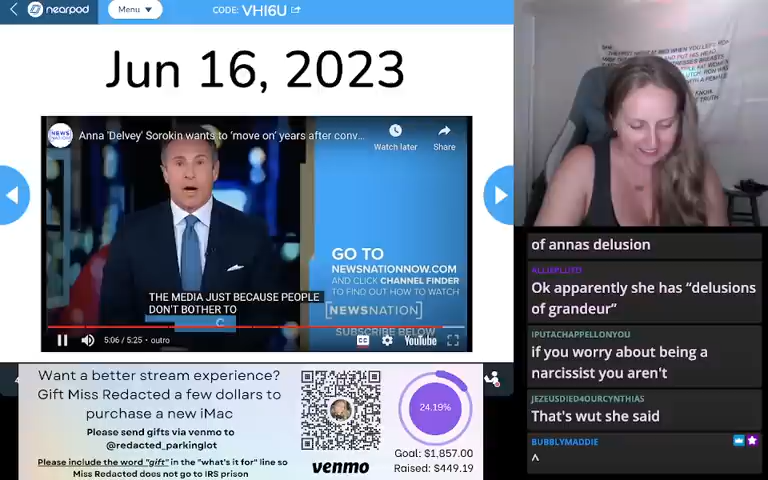 nearpod
Menu ▼
CODE: VHI6U
Jun 16, 2023
NEWS
NATION
Anna 'Delvey' Sorokin wants to 'move on' years after conv...
Watch later
Share
GO TO
NEWSNATIONNOW.COM
AND CLICK CHANNEL FINDER
TO FIND OUT HOW TO WATCH
NEWSNATION
SUBSCRIBE BELOW
THE MEDIA JUST BECAUSE PEOPLE
DON'T BOTHER TO
5:06 / 5:25 • outro
CC
YouTube
Want a better stream experience?
Gift Miss Redacted a few dollars to
purchase a new iMac
Please send gifts via venmo to
@redacted_parkinglot
Please include the word "gift" in the "what's it for" line so
Miss Redacted does not go to IRS prison
venmo
24.19%
Goal: $1,857.00
Raised: $449.19
of annas delusion
Ok apparently she has “delusions
of grandeur”
IPUTACHAPPELLONYOU
if you worry about being a
narcissist you aren't
JEZEUSDIED4OURCYNTHIAS
That's wut she said
BUBBLYMADDIE
^